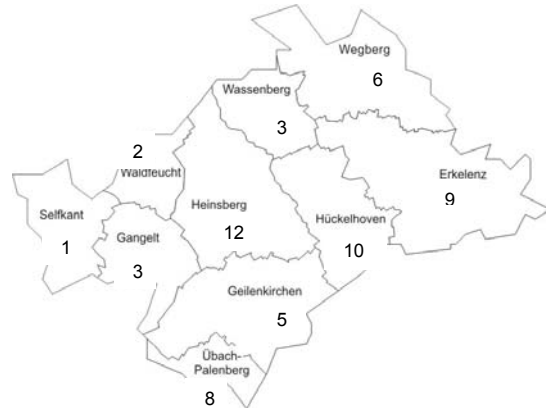 Wegberg
6
Wassenberg
3
2
Waldfeucht
Erkelenz
9
Heinsberg
12
Hückelhoven
10
Selfkant
1
Gangelt
3
Geilenkirchen
5
Übach-
Palenberg
8